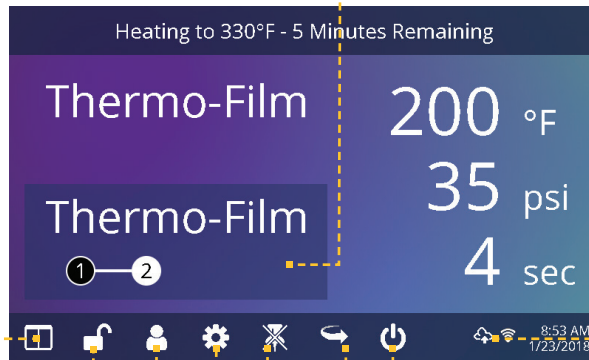 Heating to 330°F - 5 Minutes Remaining
Thermo-Film
200 °F
35 psi
Thermo-Film
1 2
4 sec
8:53 AM
1/23/2018